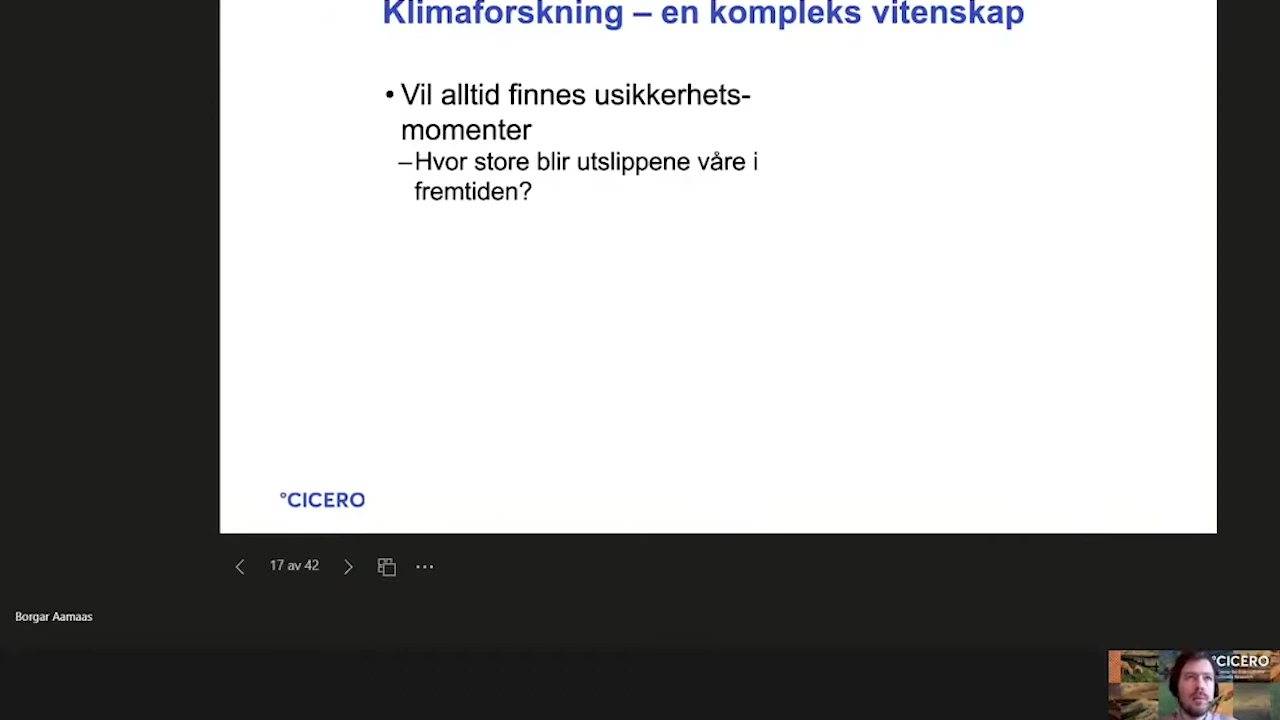 Klimaforskning – en kompleks vitenskap
• Vil alltid finnes usikkerhets-
momenter
–Hvor store blir utslippene våre i
fremtiden?
°CICERO
17 av 42
Borgar Aamaas
°CICERO